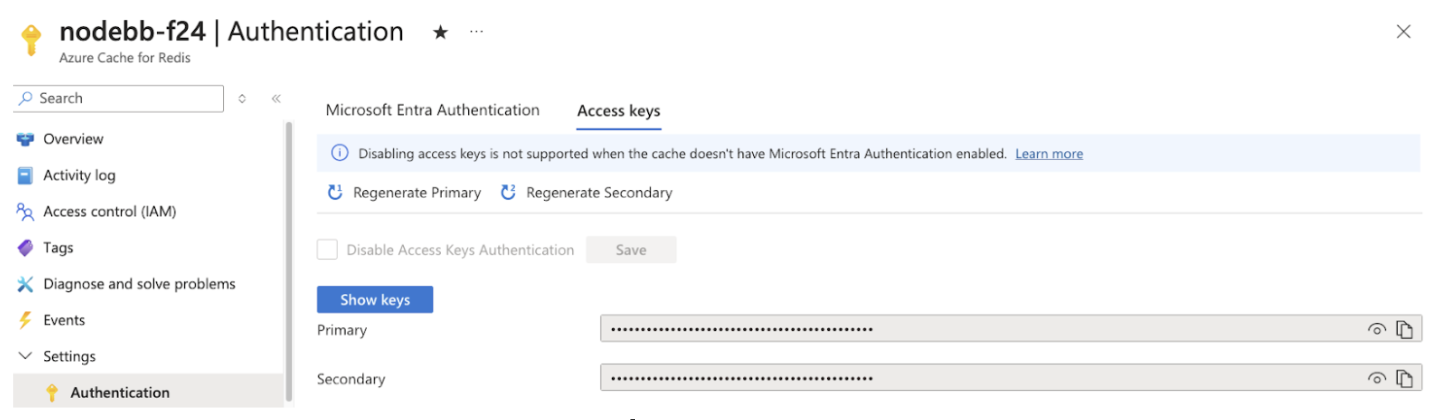 nodebb-f24 | Authentication ★ ...
Azure Cache for Redis
Search
Overview
Activity log
Access control (IAM)
Tags
Diagnose and solve problems
Events
Settings
Authentication
Microsoft Entra Authentication Access keys
Disabling access keys is not supported when the cache doesn't have Microsoft Entra Authentication enabled. Learn more
Regenerate Primary Regenerate Secondary
Disable Access Keys Authentication Save
Show keys
Primary ••••••••••••••••••••••••••••••••••••••••••••
Secondary ••••••••••••••••••••••••••••••••••••••••••••